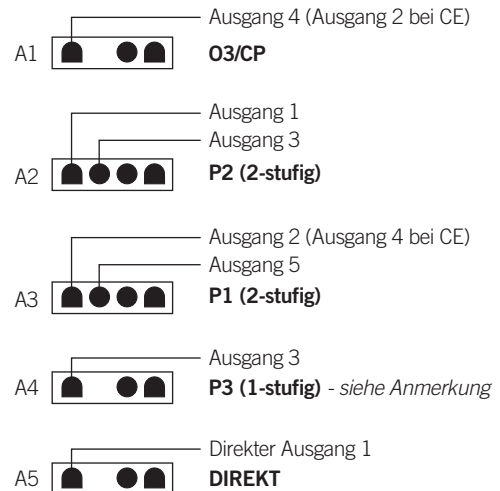 Ausgang 4 (Ausgang 2 bei CE)
A1 O3/CP
Ausgang 1
Ausgang 3
A2 P2 (2-stufig)
Ausgang 2 (Ausgang 4 bei CE)
Ausgang 5
A3 P1 (2-stufig)
Ausgang 3
A4 P3 (1-stufig) - siehe Anmerkung
Direkter Ausgang 1
A5 DIREKT